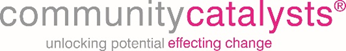 communitycatalysts®
unlocking potential effecting change